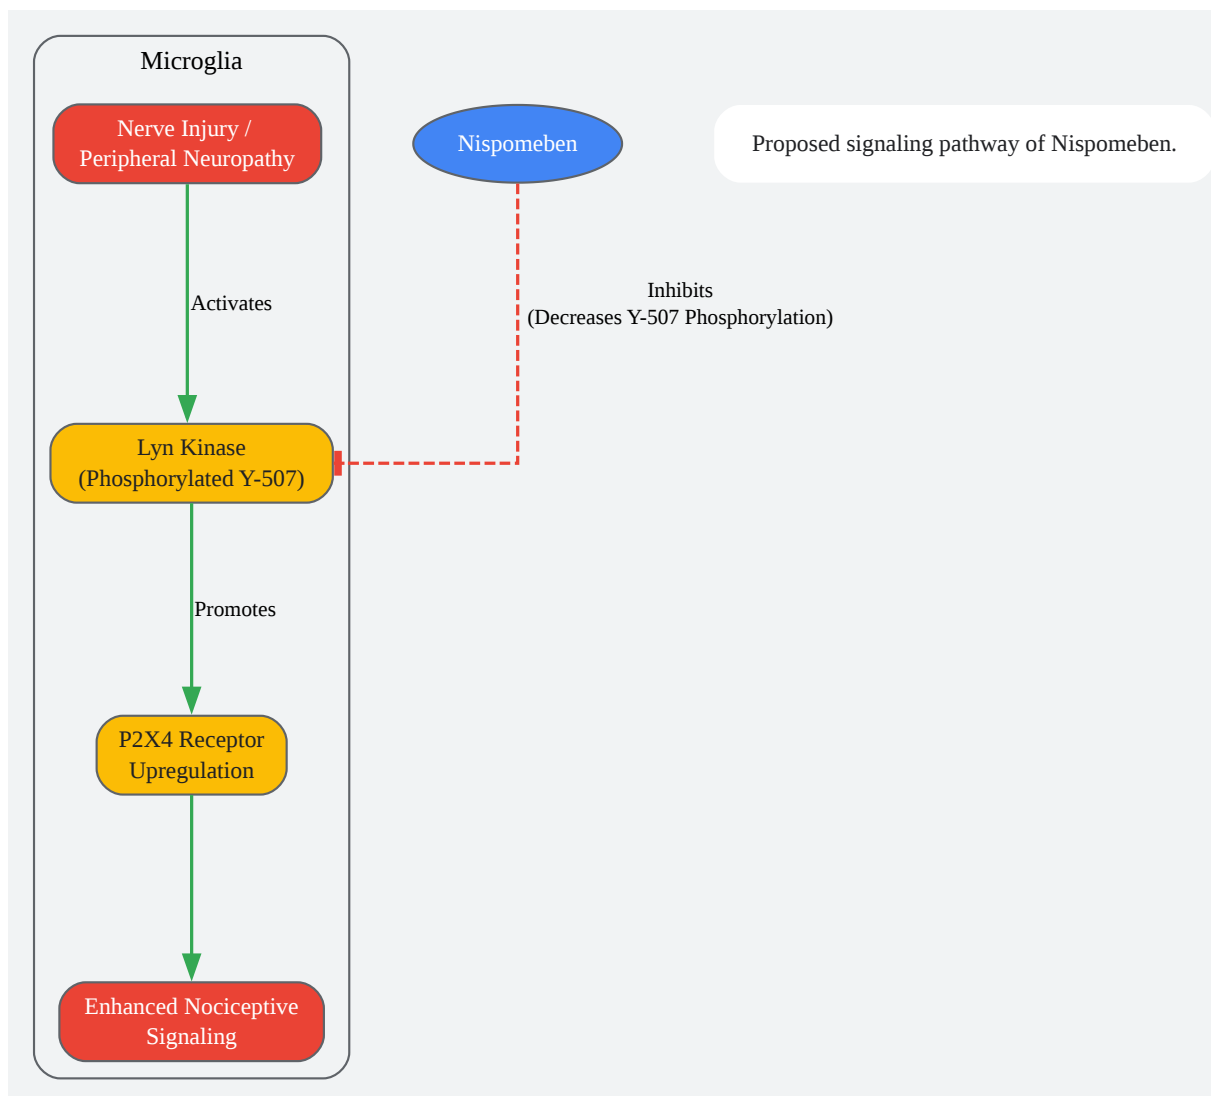 Microglia
Nerve Injury /
Peripheral Neuropathy
Nispomeben
Proposed signaling pathway of Nispomeben.
Activates
Inhibits
(Decreases Y-507 Phosphorylation)
Lyn Kinase
(Phosphorylated Y-507)
Promotes
P2X4 Receptor
Upregulation
Enhanced Nociceptive
Signaling